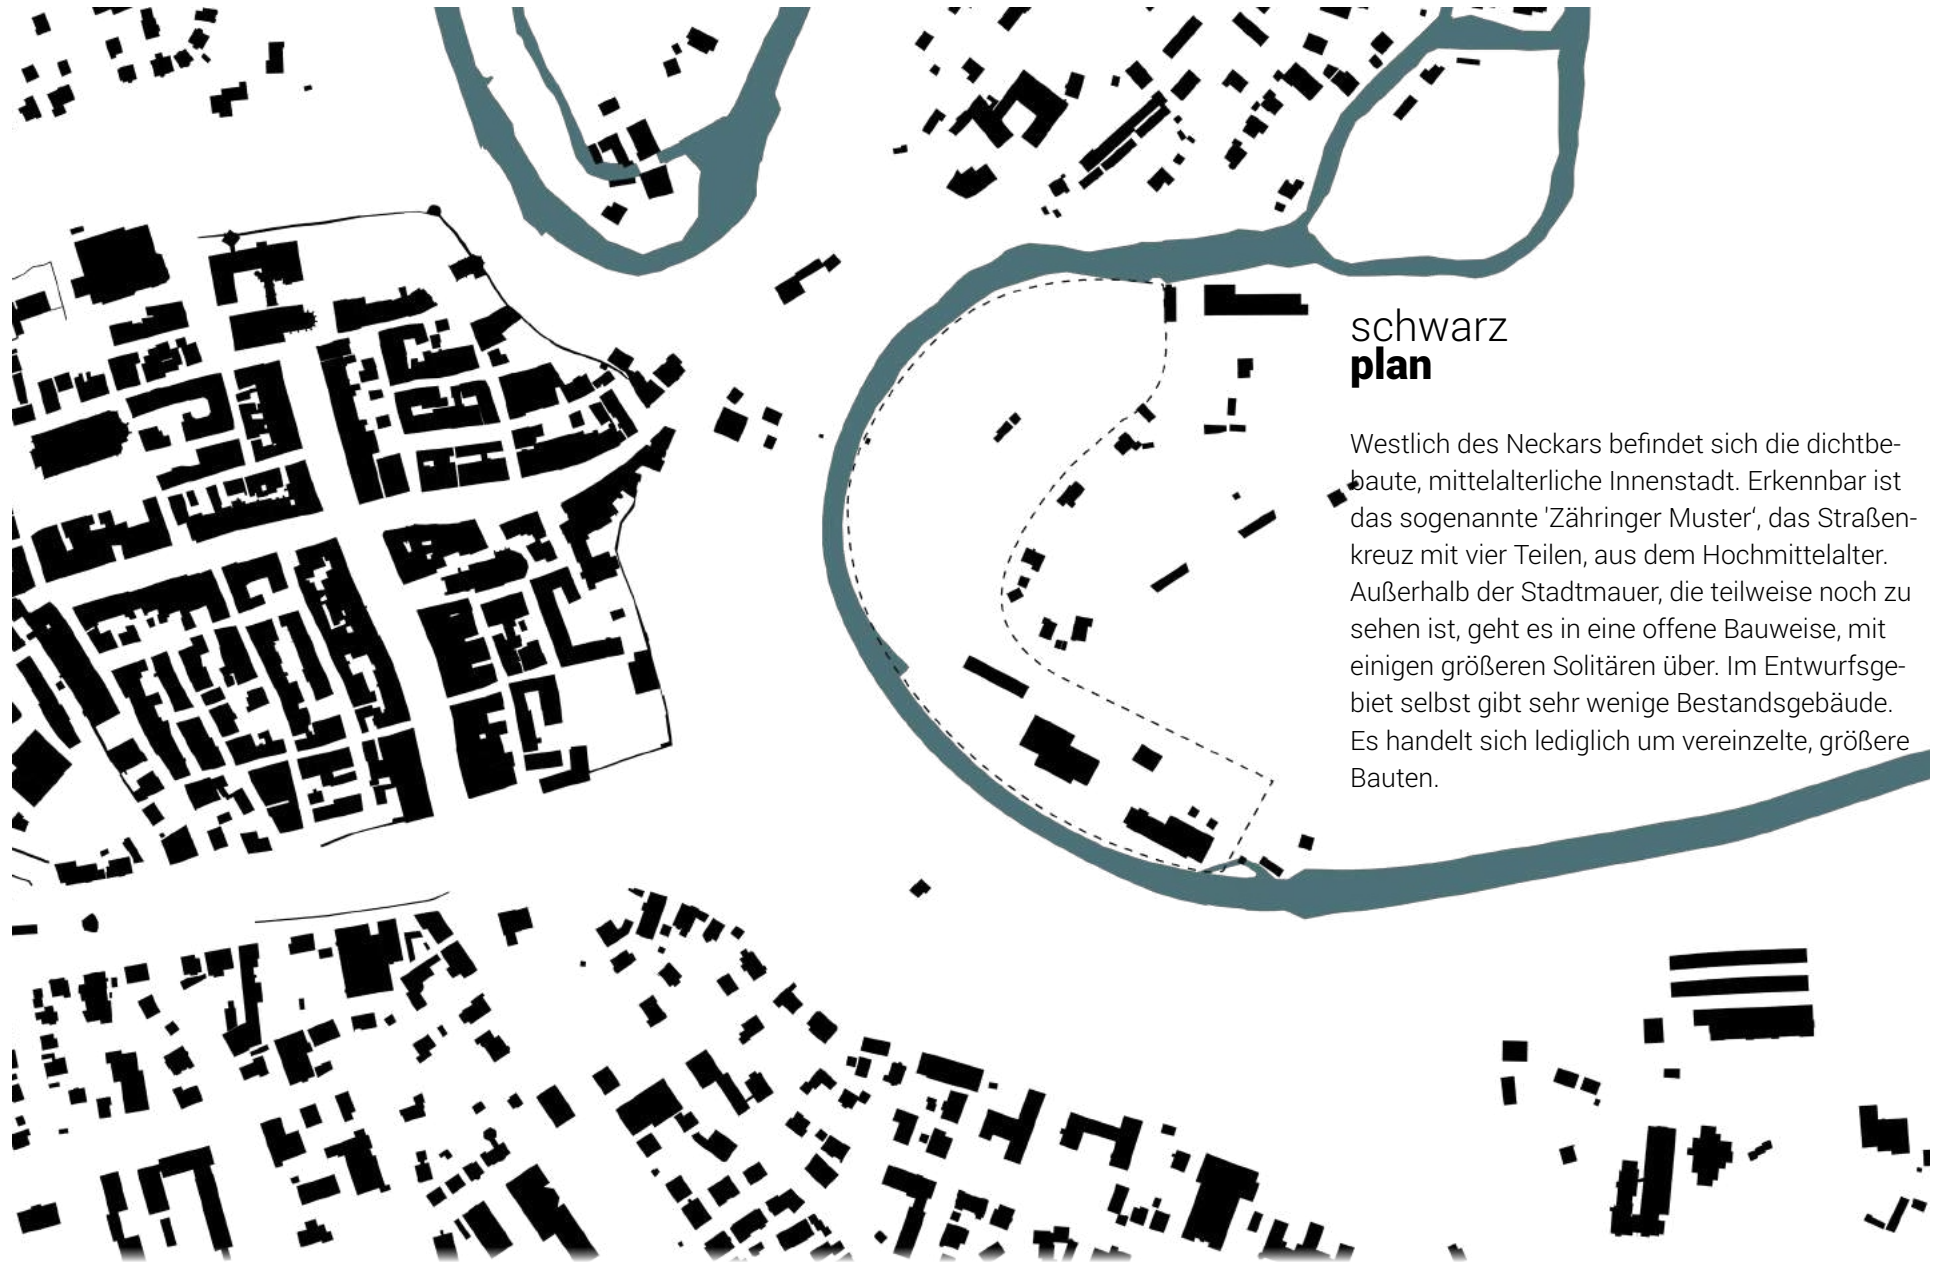 schwarz
plan
Westlich des Neckars befindet sich die dichtbe-
baute, mittelalterliche Innenstadt. Erkennbar ist
das sogenannte 'Zähringer Muster‘, das Straßen-
kreuz mit vier Teilen, aus dem Hochmittelalter.
Außerhalb der Stadtmauer, die teilweise noch zu
sehen ist, geht es in eine offene Bauweise, mit
einigen größeren Solitären über. Im Entwurfsge-
biet selbst gibt sehr wenige Bestandsgebäude.
Es handelt sich lediglich um vereinzelte, größere
Bauten.